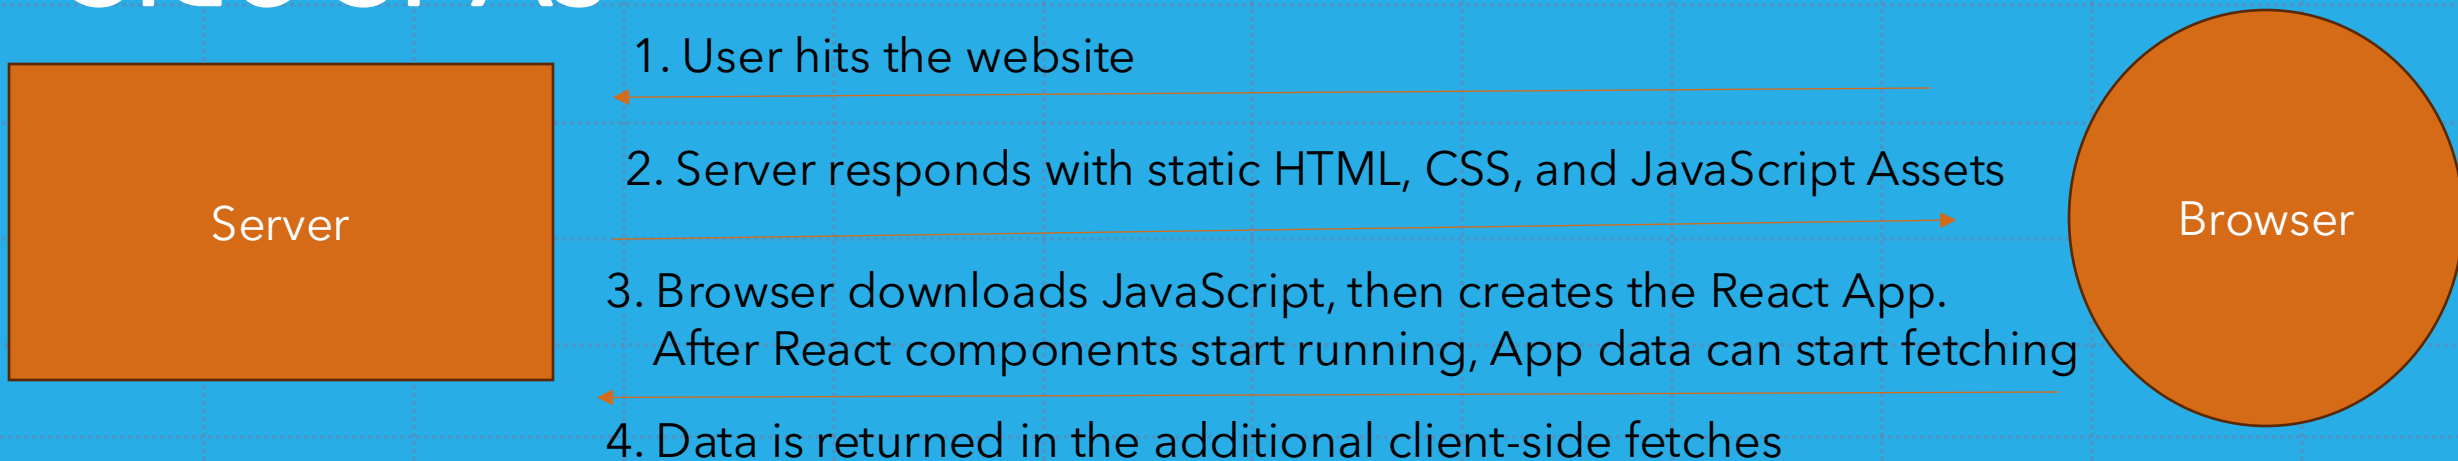 1. User hits the website
2. Server responds with static HTML, CSS, and JavaScript Assets
Server
Browser
3. Browser downloads JavaScript, then creates the React App.
After React components start running, App data can start fetching
4. Data is returned in the additional client-side fetches